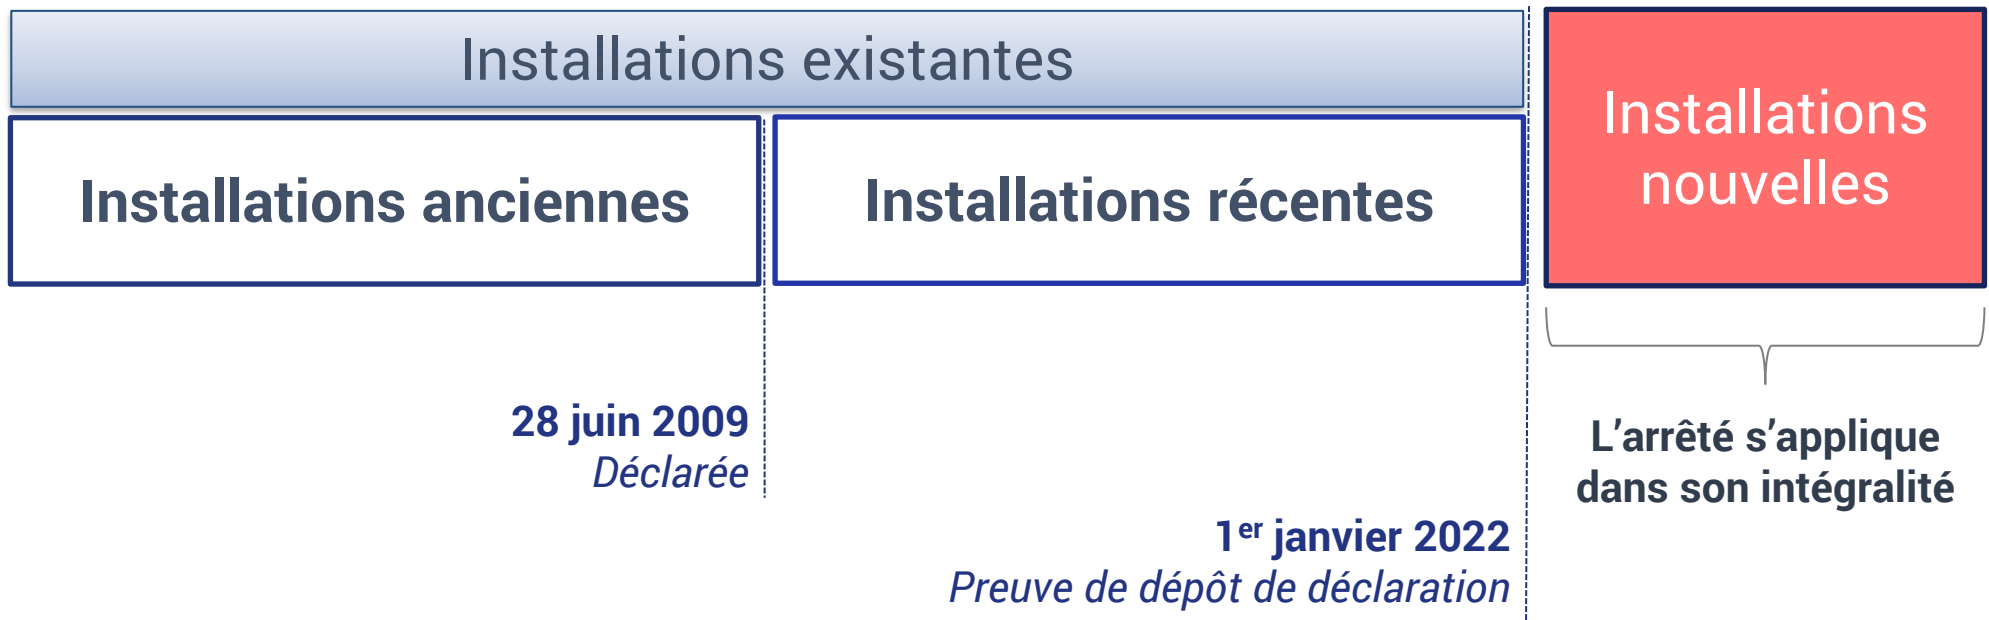 Installations existantes
Installations anciennes
Installations récentes
Installations
nouvelles
28 juin 2009
Déclarée
1er janvier 2022
Preuve de dépôt de déclaration
L’arrêté s’applique
dans son intégralité